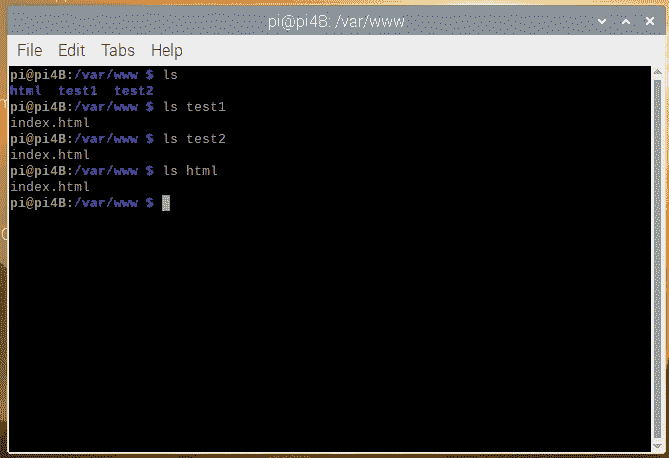 pi@pi4B: /var/www
File Edit Tabs Help
pi@pi4B:/var/www $ ls
html  test1  test2
pi@pi4B:/var/www $ ls test1
index.html
pi@pi4B:/var/www $ ls test2
index.html
pi@pi4B:/var/www $ ls html
index.html
pi@pi4B:/var/www $